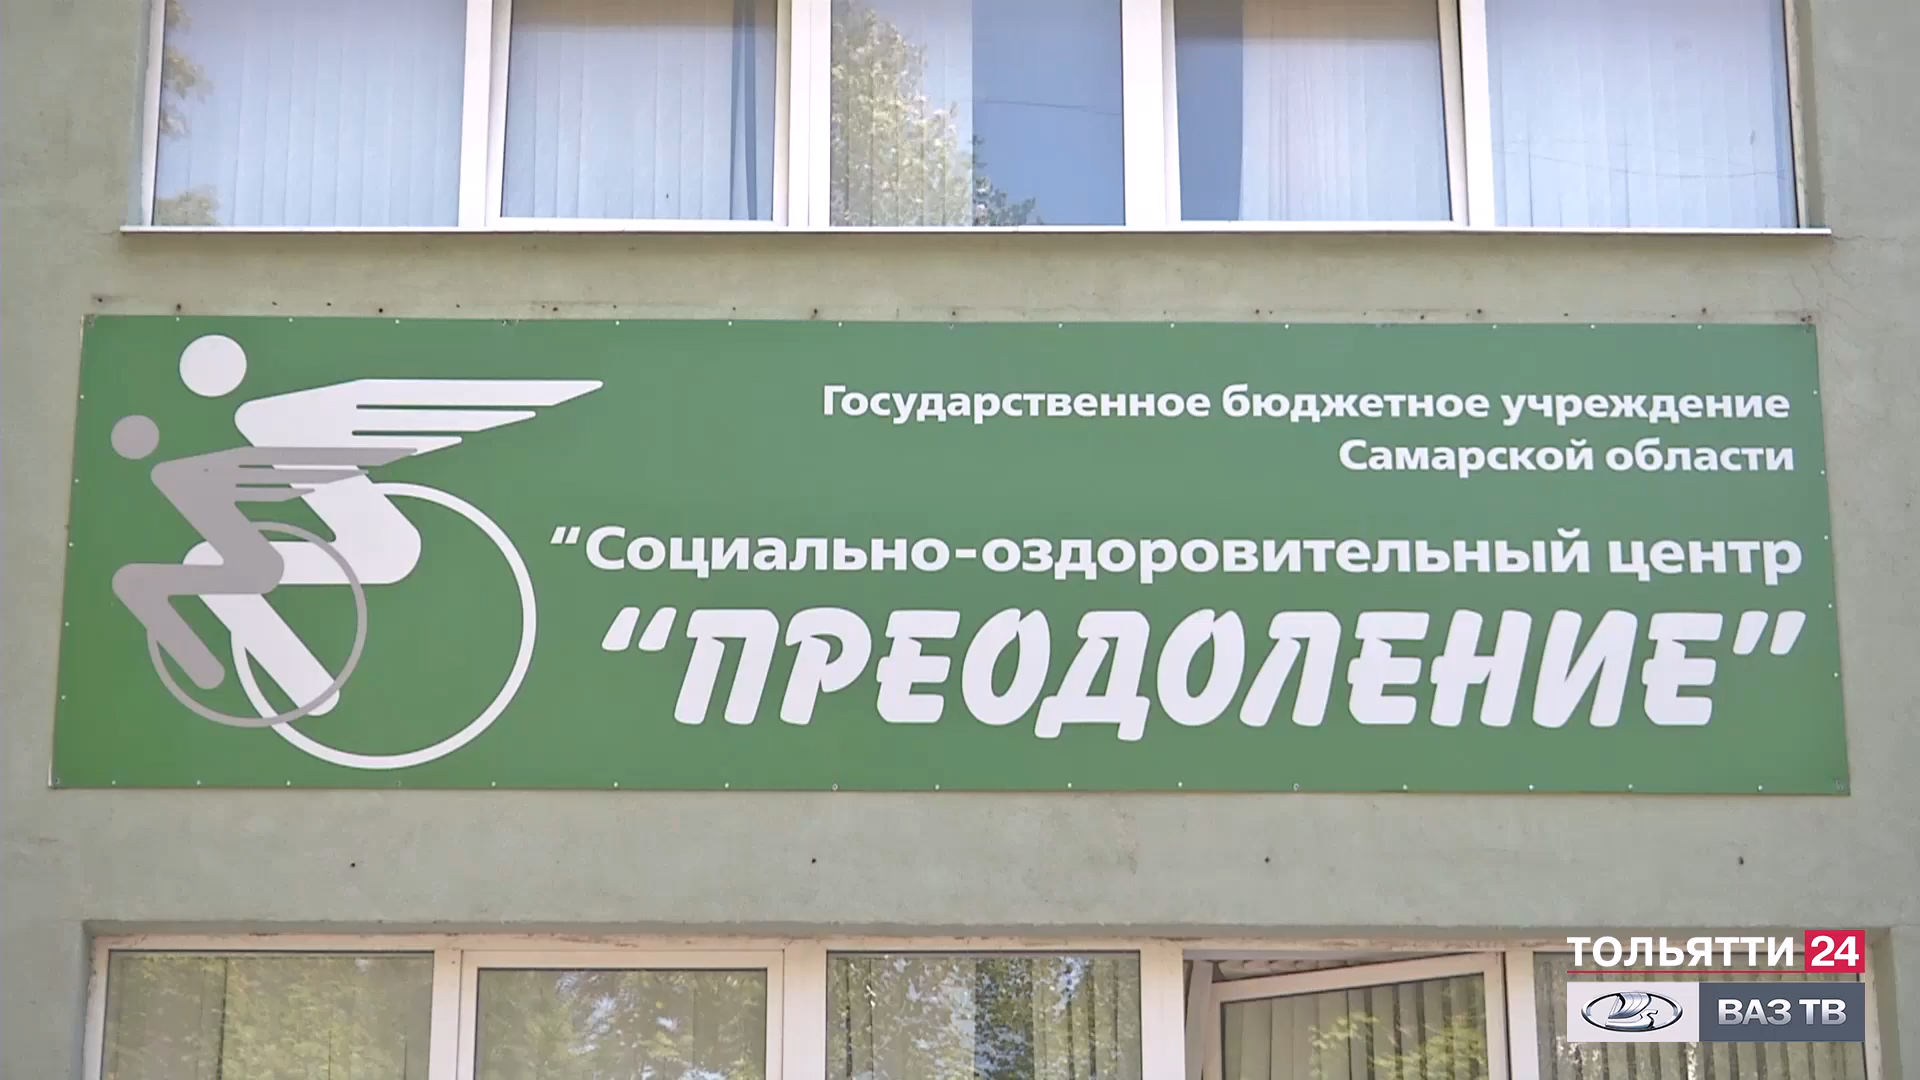 Государственное бюджетное учреждение
Самарской области
“Социально-оздоровительный центр
“ПРЕОДОЛЕНИЕ”
ТОЛЬЯТТИ 24
ВАЗ ТВ